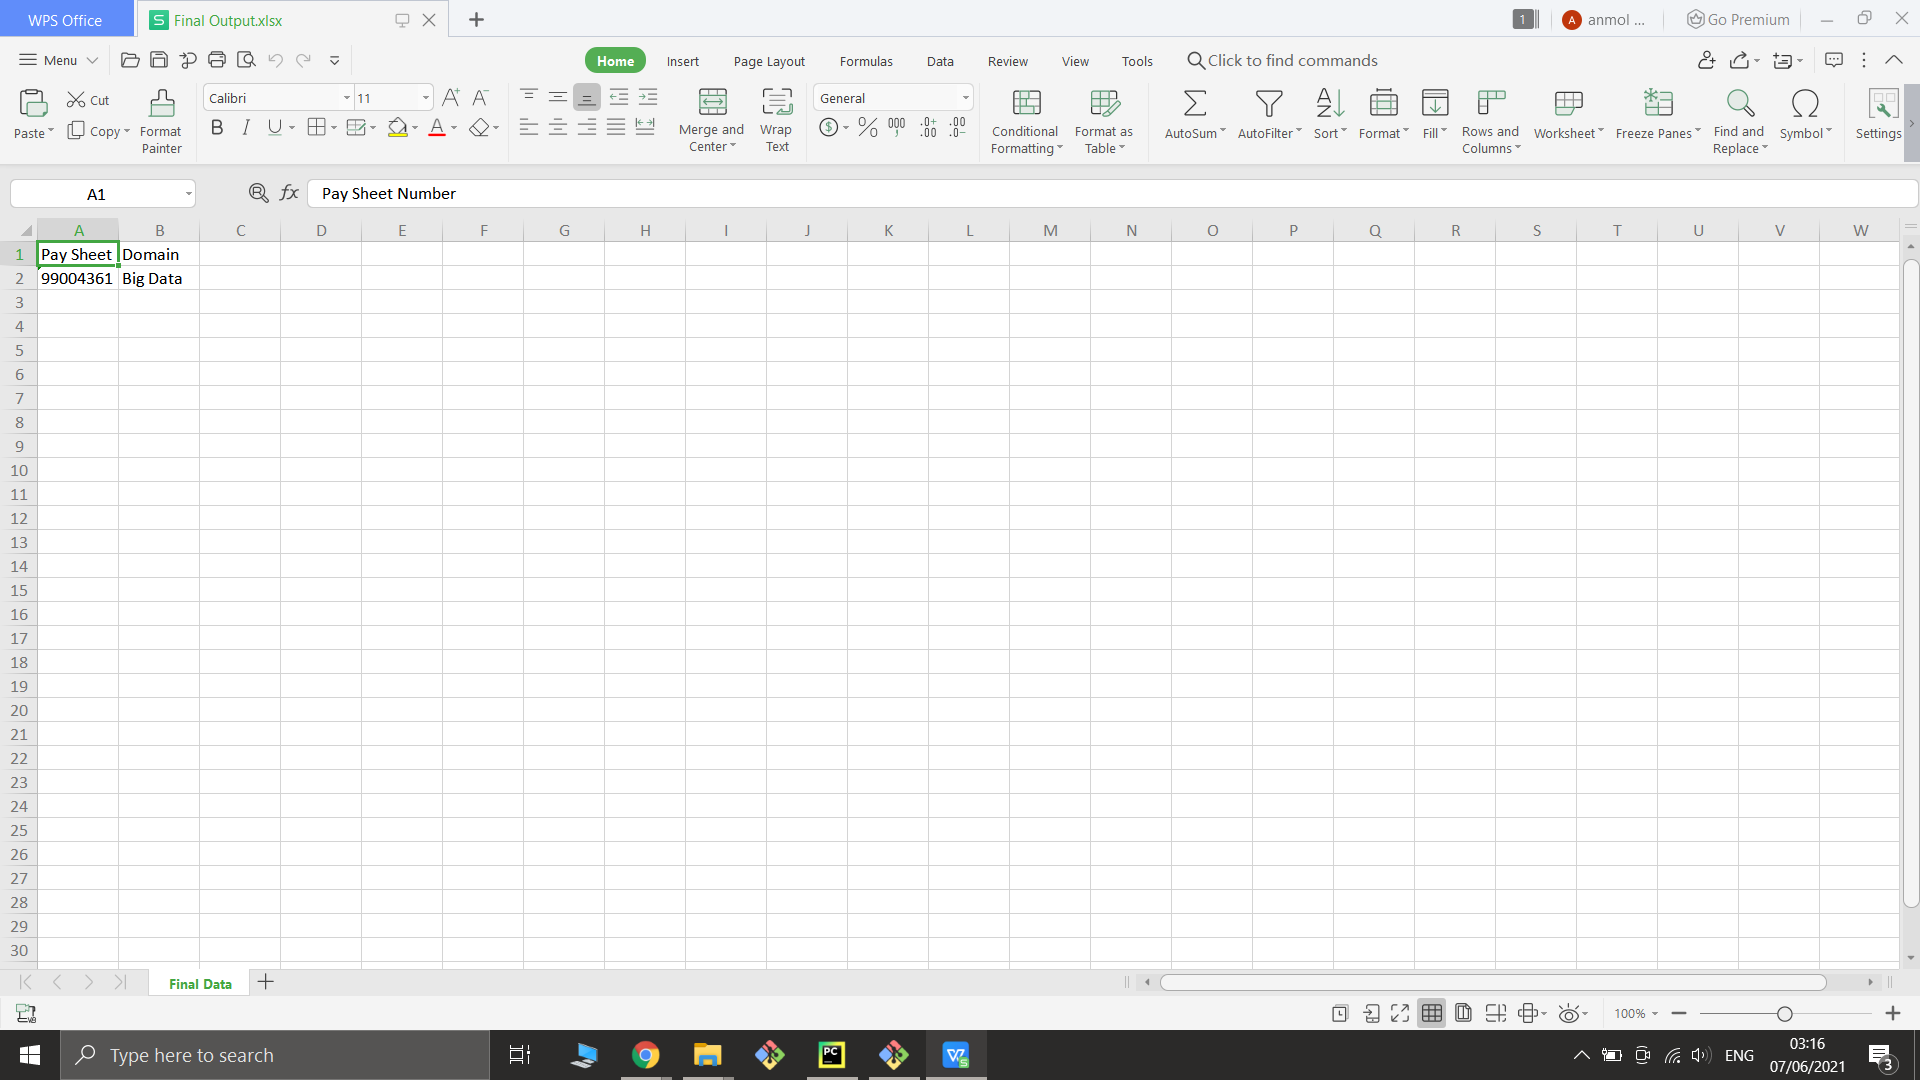 WPS Office
Final Output.xlsx
1
A
anmol ...
Go Premium
Menu
Home
Insert
Page Layout
Formulas
Data
Review
View
Tools
Click to find commands
Paste
Cut
Copy
Format
Painter
Calibri
11
Merge and
Center
Wrap
Text
General
Conditional
Formatting
Format as
Table
AutoSum
AutoFilter
Sort
Format
Fill
Rows and
Columns
Worksheet
Freeze Panes
Find and
Replace
Symbol
Settings
A1
fx
Pay Sheet Number
A B C D E F G H I J K L M N O P Q R S T U V W
1 Pay Sheet Domain
2 99004361 Big Data
3
4
5
6
7
8
9
10
11
12
13
14
15
16
17
18
19
20
21
22
23
24
25
26
27
28
29
30
Final Data
100%
Type here to search
PC
ENG
03:16
07/06/2021
3